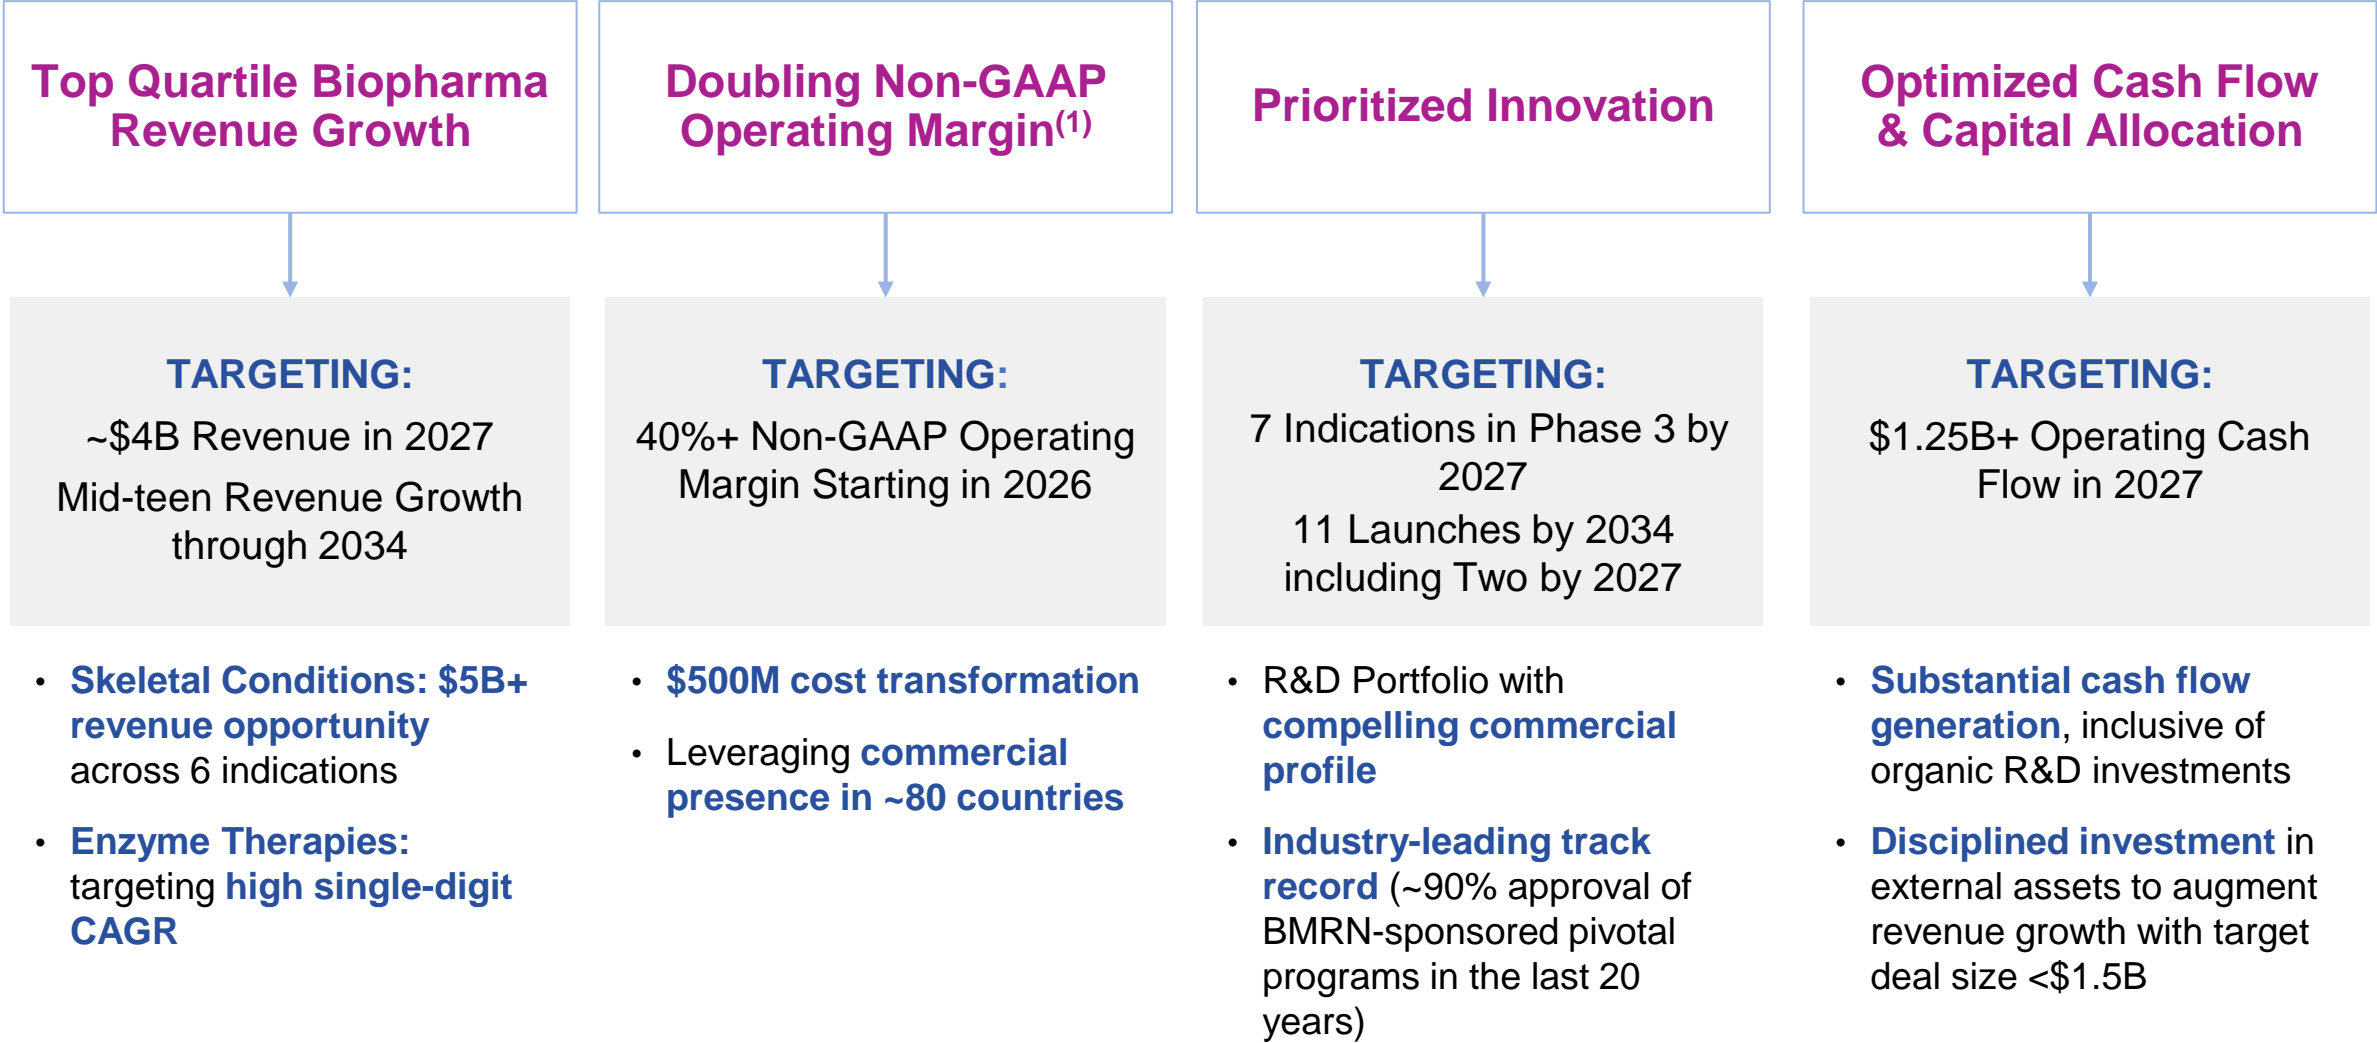 Top Quartile Biopharma
Revenue Growth
TARGETING:
~$4B Revenue in 2027
Mid-teen Revenue Growth
through 2034
• Skeletal Conditions: $5B+
revenue opportunity
across 6 indications
• Enzyme Therapies:
targeting high single-digit
CAGR
Doubling Non-GAAP
Operating Margin(1)
TARGETING:
40%+ Non-GAAP Operating
Margin Starting in 2026
• $500M cost transformation
• Leveraging commercial
presence in ~80 countries
Prioritized Innovation
TARGETING:
7 Indications in Phase 3 by
2027
11 Launches by 2034
including Two by 2027
• R&D Portfolio with
compelling commercial
profile
• Industry-leading track
record (~90% approval of
BMRN-sponsored pivotal
programs in the last 20
years)
Optimized Cash Flow
& Capital Allocation
TARGETING:
$1.25B+ Operating Cash
Flow in 2027
• Substantial cash flow
generation, inclusive of
organic R&D investments
• Disciplined investment in
external assets to augment
revenue growth with target
deal size <$1.5B